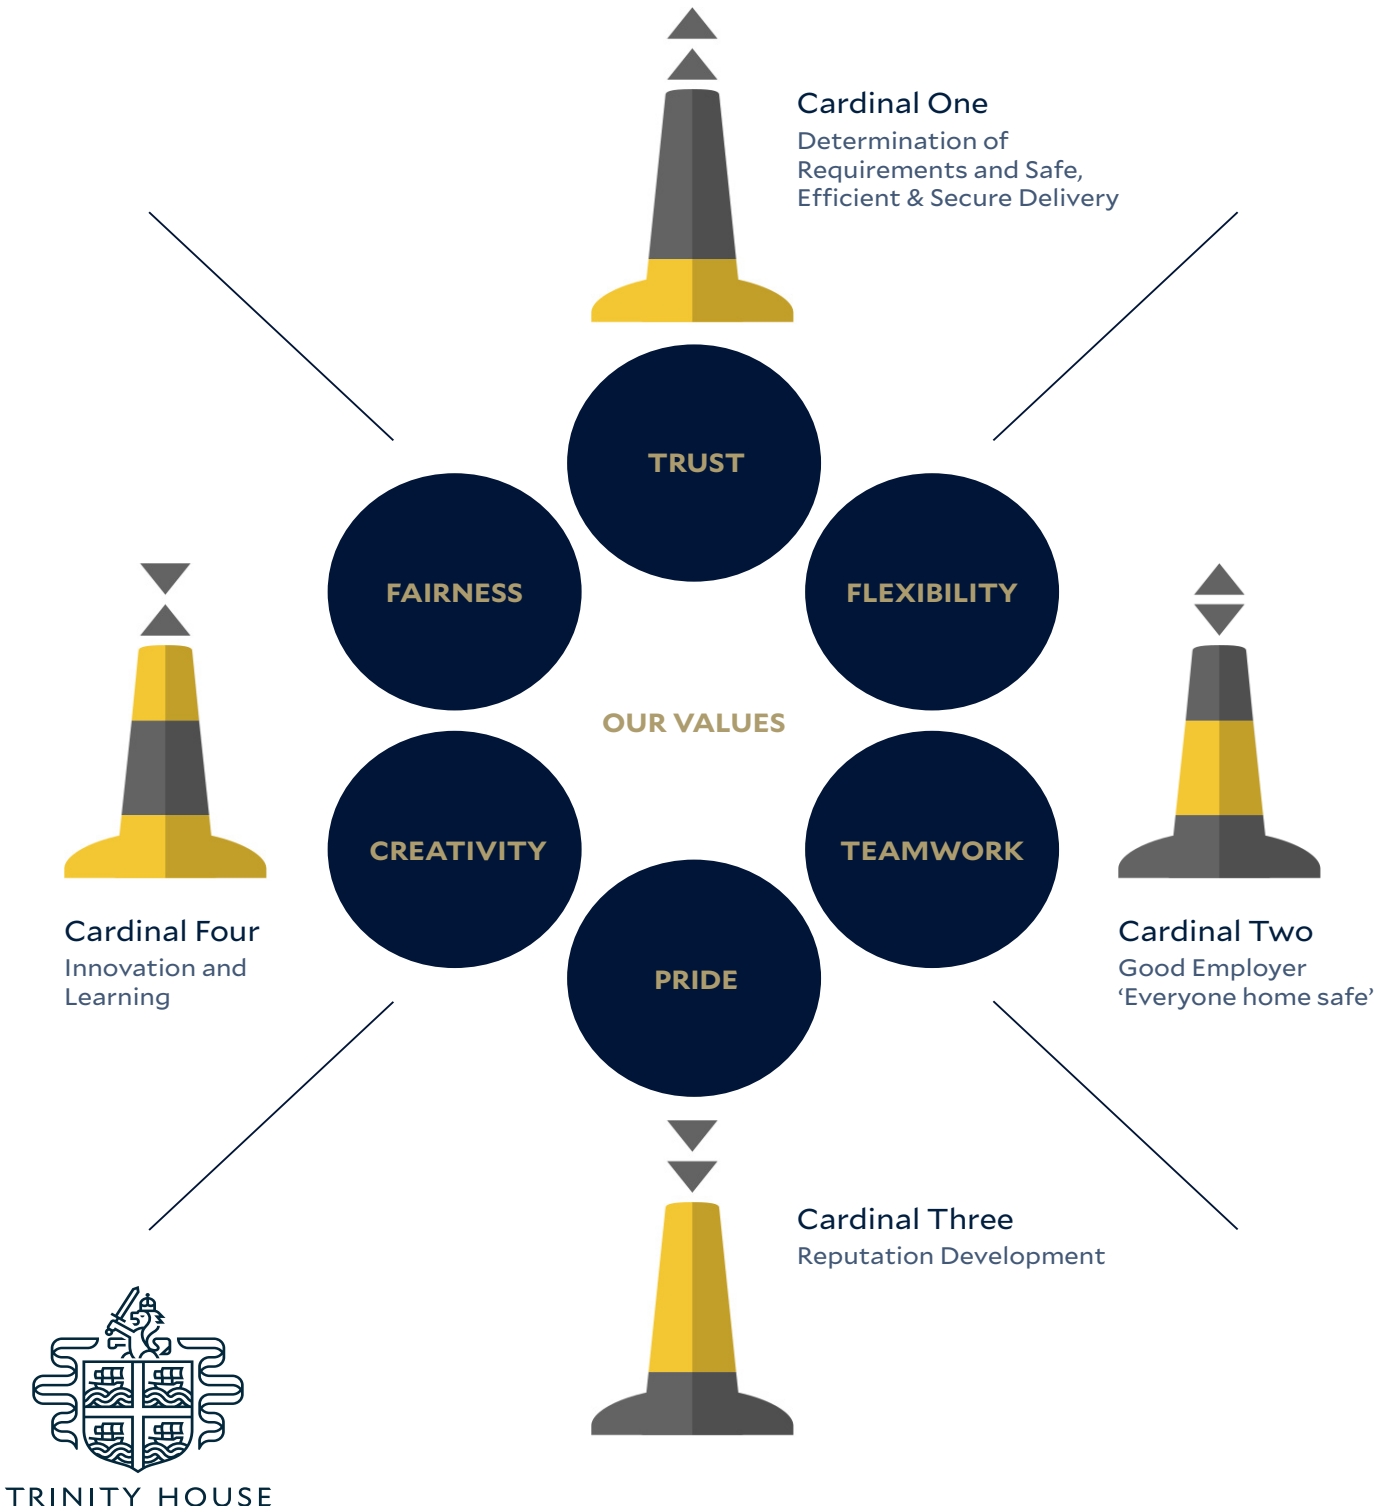 Cardinal One
Determination of
Requirements and Safe,
Efficient & Secure Delivery
TRUST
FAIRNESS
FLEXIBILITY
OUR VALUES
CREATIVITY
TEAMWORK
Cardinal Four
Innovation and
Learning
Cardinal Two
Good Employer
‘Everyone home safe’
PRIDE
Cardinal Three
Reputation Development
TRINITY HOUSE